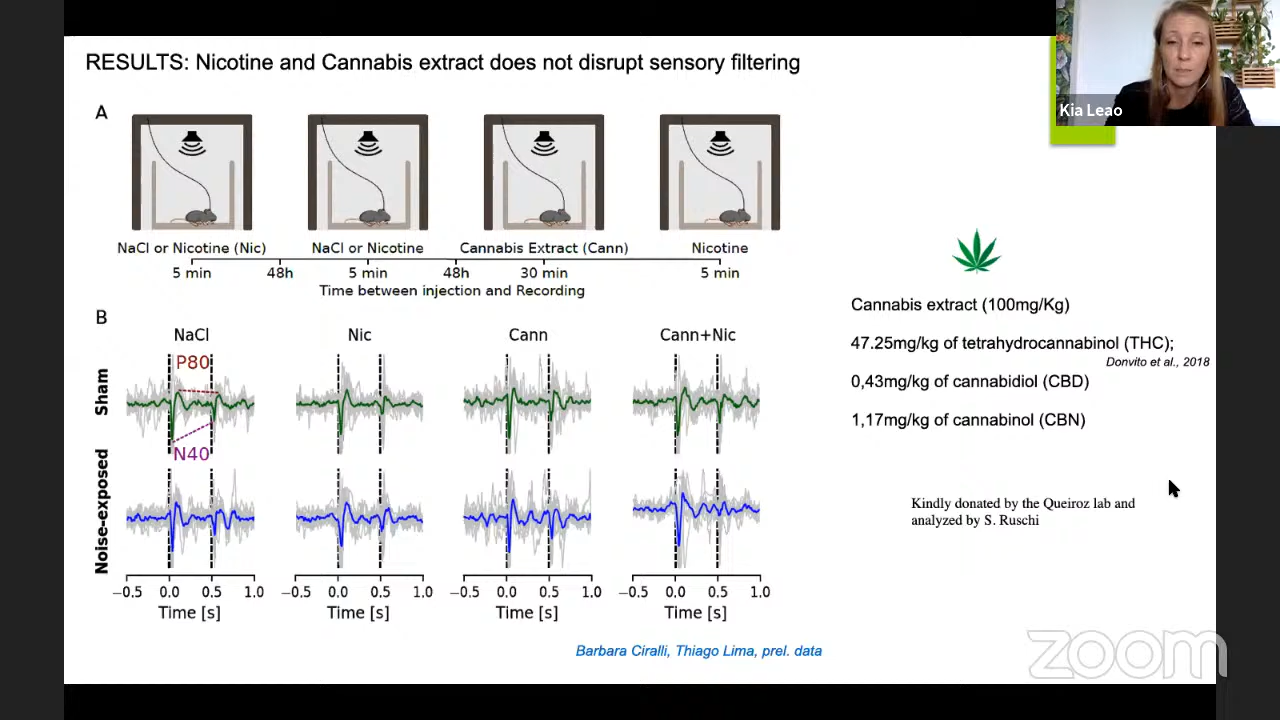 RESULTS: Nicotine and Cannabis extract does not disrupt sensory filtering
Kia Leao
A
NaCl or Nicotine (Nic) NaCl or Nicotine Cannabis Extract (Cann) Nicotine
5 min 48h 5 min 48h 30 min 5 min
Time between injection and Recording
B
NaCl Nic Cann Cann+Nic
P80
Sham
N40
Noise-exposed
−0.5 0.0 0.5 1.0 −0.5 0.0 0.5 1.0 −0.5 0.0 0.5 1.0 −0.5 0.0 0.5 1.0
Time [s] Time [s] Time [s] Time [s]
Cannabis extract (100mg/Kg)
47.25mg/kg of tetrahydrocannabinol (THC);
Donvito et al., 2018
0,43mg/kg of cannabidiol (CBD)
1,17mg/kg of cannabinol (CBN)
Kindly donated by the Queiroz lab and
analyzed by S. Ruschi
Barbara Ciralli, Thiago Lima, prel. data
zoom